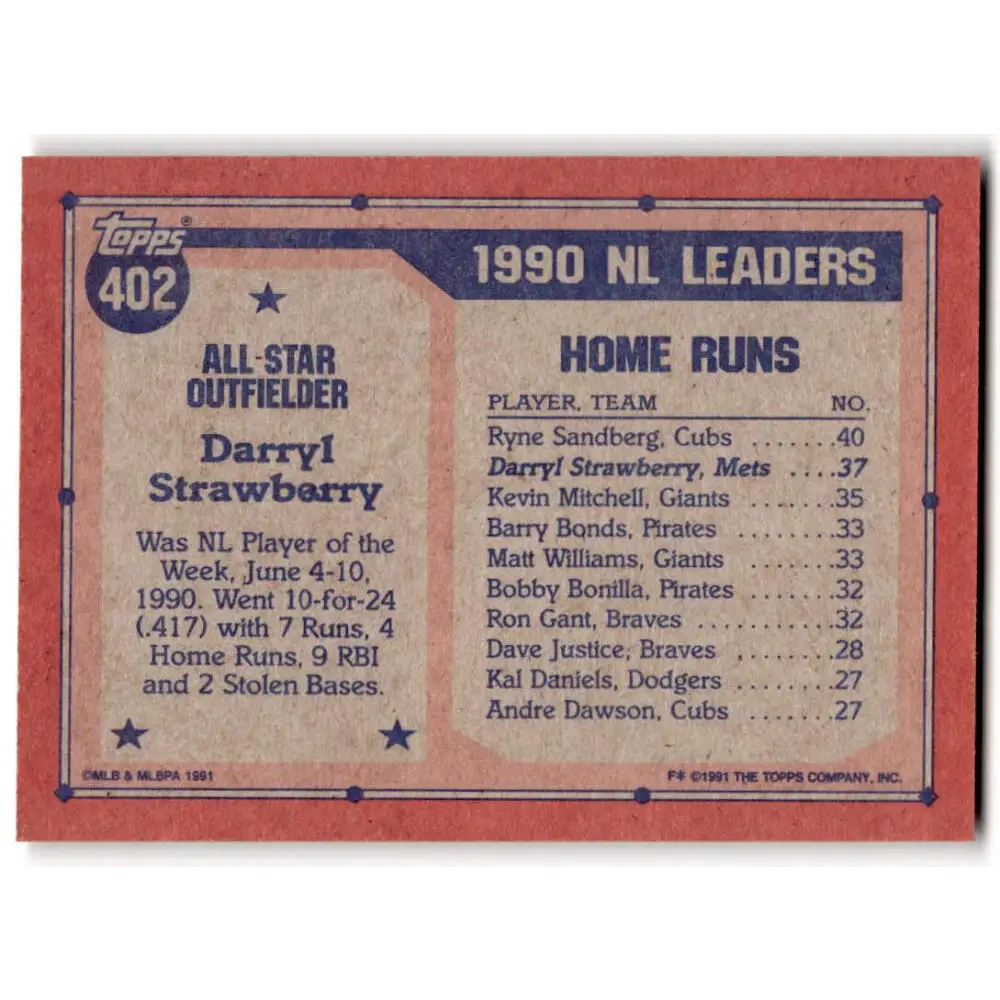 Topps®
402
ALL-STAR
OUTFIELDER
Darryl
Strawberry
Was NL Player of the
Week, June 4-10,
1990. Went 10-for-24
(.417) with 7 Runs, 4
Home Runs, 9 RBI
and 2 Stolen Bases.
1990 NL LEADERS
HOME RUNS
PLAYER, TEAM NO.
Ryne Sandberg, Cubs .......40
Darryl Strawberry, Mets ....37
Kevin Mitchell, Giants .......35
Barry Bonds, Pirates ........33
Matt Williams, Giants .......33
Bobby Bonilla, Pirates .......32
Ron Gant, Braves ..........32
Dave Justice, Braves ........28
Kal Daniels, Dodgers ........27
Andre Dawson, Cubs .......27
©MLB & MLBPA 1991
F* ©1991 THE TOPPS COMPANY, INC.